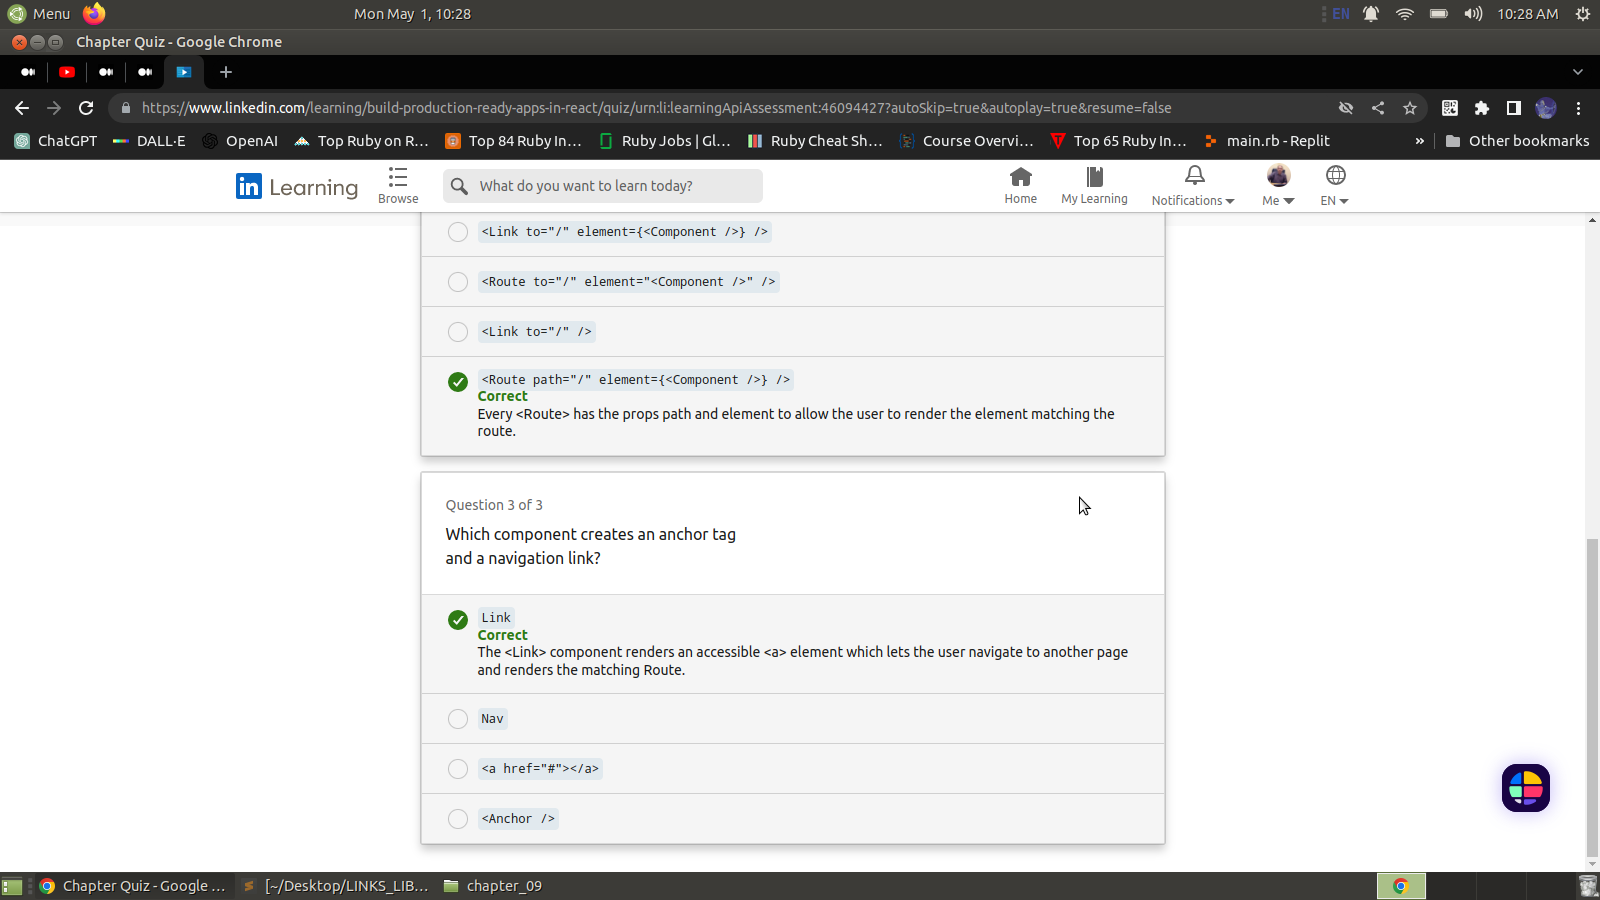 Menu
Mon May 1, 10:28
EN
10:28 AM
Chapter Quiz - Google Chrome
https://www.linkedin.com/learning/build-production-ready-apps-in-react/quiz/urn:li:learningApiAssessment:46094427?autoSkip=true&autoplay=true&resume=false
ChatGPT
DALL·E
OpenAI
Top Ruby on R...
Top 84 Ruby In...
Ruby Jobs | Gl...
Ruby Cheat Sh...
Course Overvi...
Top 65 Ruby In...
main.rb - Replit
»
Other bookmarks
in Learning
Browse
What do you want to learn today?
Home
My Learning
Notifications
Me
EN
<Link to="/" element={<Component />} />
<Route to="/" element="<Component />" />
<Link to="/" />
<Route path="/" element={<Component />} />
Correct
Every <Route> has the props path and element to allow the user to render the element matching the
route.
Question 3 of 3
Which component creates an anchor tag
and a navigation link?
Link
Correct
The <Link> component renders an accessible <a> element which lets the user navigate to another page
and renders the matching Route.
Nav
<a href="#"></a>
<Anchor />
Chapter Quiz - Google ...
[~/Desktop/LINKS_LIB...
chapter_09